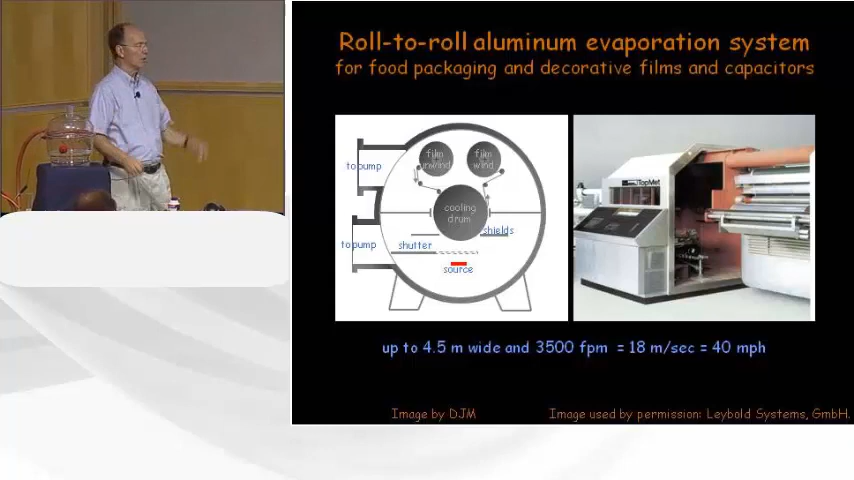 Roll-to-roll aluminum evaporation system
for food packaging and decorative films and capacitors
film
unwind
film
wind
to pump
cooling
drum
shields
to pump
shutter
source
TopMet
up to 4.5 m wide and 3500 fpm = 18 m/sec = 40 mph
Image by DJM
Image used by permission: Leybold Systems, GmbH.